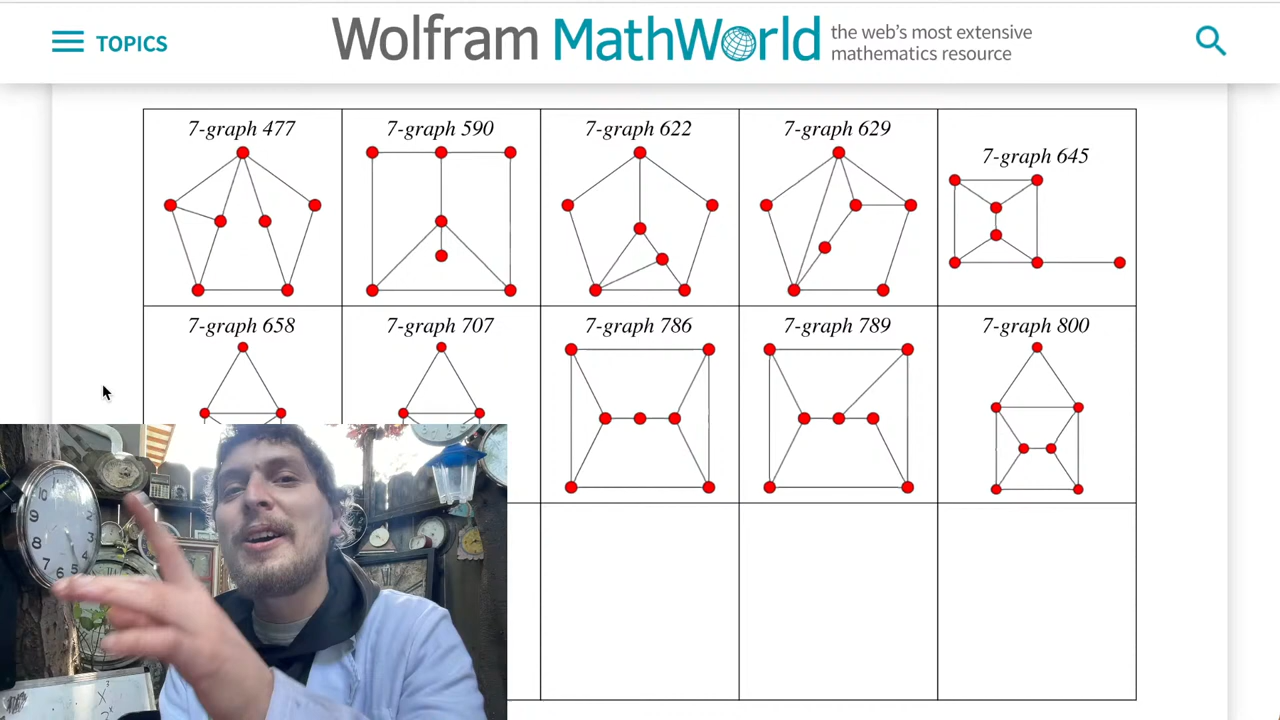 TOPICS
Wolfram MathWorld
the web's most extensive
mathematics resource
7-graph 477
7-graph 590
7-graph 622
7-graph 629
7-graph 645
7-graph 658
7-graph 707
7-graph 786
7-graph 789
7-graph 800